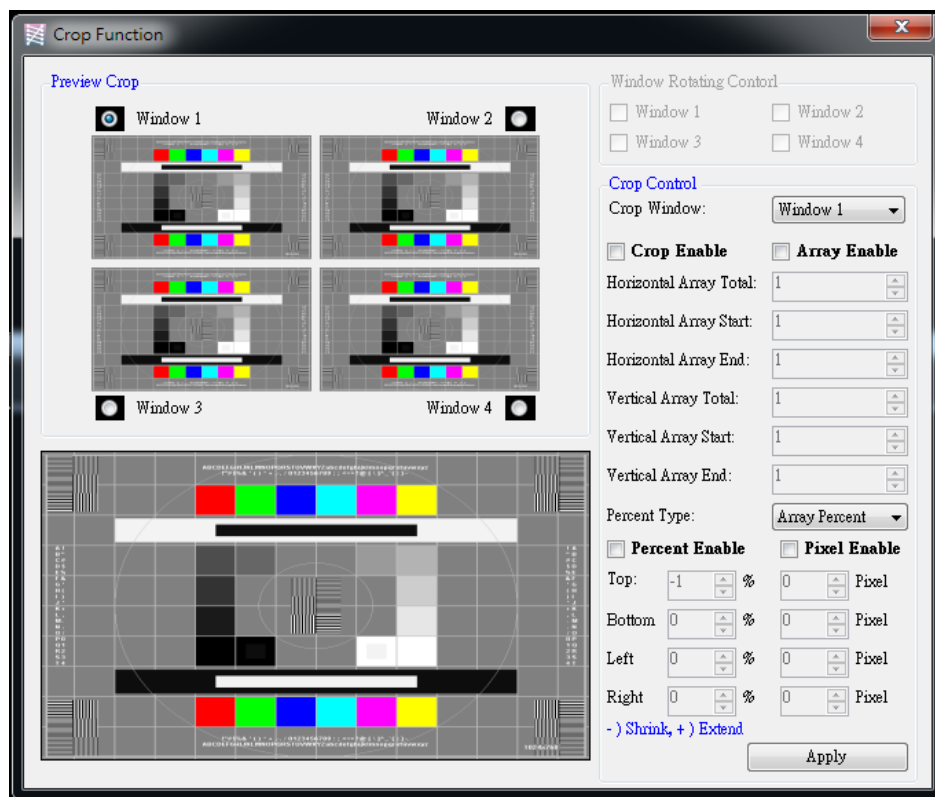 Crop Function
Preview Crop
Window 1
Window 2
Window 3
Window 4
1024x768
Window Rotating Contorl
Window 1
Window 2
Window 3
Window 4
Crop Control
Crop Window:
Window 1
Crop Enable
Array Enable
Horizontal Array Total:
1
Horizontal Array Start:
1
Horizontal Array End:
1
Vertical Array Total:
1
Vertical Array Start:
1
Vertical Array End:
1
Percent Type:
Array Percent
Percent Enable
Pixel Enable
Top:
-1
%
0
Pixel
Bottom
0
%
0
Pixel
Left
0
%
0
Pixel
Right
0
%
0
Pixel
- ) Shrink, + ) Extend
Apply